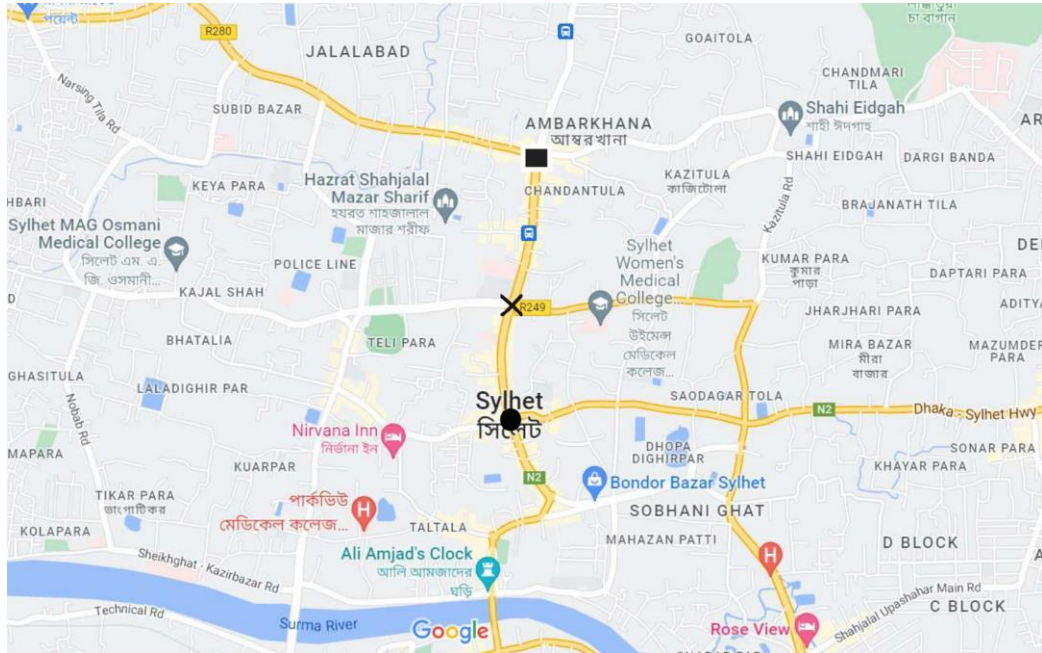 পয়েন্ট
চা বাগান
R280
GOAITOLA
JALALABAD
CHANDMARI
TILA
Narsing Tila Rd
SUBID BAZAR
Shahi Eidgah
শাহী ঈদগাহ
AMBARKHANA
আম্বরখানা
AR
SHAHI EIDGAH
DARGI BANDA
Hazrat Shahjalal
Mazar Sharif
হযরত শাহজালাল
মাজার শরীফ
KEYA PARA
CHANDANTULA
KAZITULA
কাজিটোলা
Kazitula Rd
BRAJANATH TILA
HBARI
Sylhet MAG Osmani
Medical College
সিলেট এম. এ.
জি. ওসমানী...
Sylhet
Women's
Medical
College...
সিলেট
উইমেন্স
মেডিকেল
কলেজ...
DE
POLICE LINE
KUMAR PARA
কুমার
পাড়া
DAPTARI PARA
D
KAJAL SHAH
R249
JHARJHARI PARA
ADITYA
BHATALIA
TELI PARA
MIRA BAZAR
মীরা
বাজার
MAZUMDER
PARA
GHASITULA
LALADIGHIR PAR
Sylhet
সিলেট
SAODAGAR TOLA
N2
Dhaka - Sylhet Hwy
Nobab Rd
Nirvana Inn
নির্ভানা ইন
DHOPA
DIGHIRPAR
SONAR PARA
MAPARA
KUARPAR
N2
Bondor Bazar Sylhet
KHAYAR PARA
TIKAR PARA
পার্কভিউ
মেডিকেল কলেজ...
SOBHANI GHAT
KOLAPARA
TALTALA
MAHAZAN PATTI
D BLOCK
Ali Amjad's Clock
আলি আমজাদের
ঘড়ি
Sheikhghat - Kazirbazar Rd
Technical Rd
Surma River
Google
Rose View
Shahjalal Upashahar Main Rd
C BLOCK